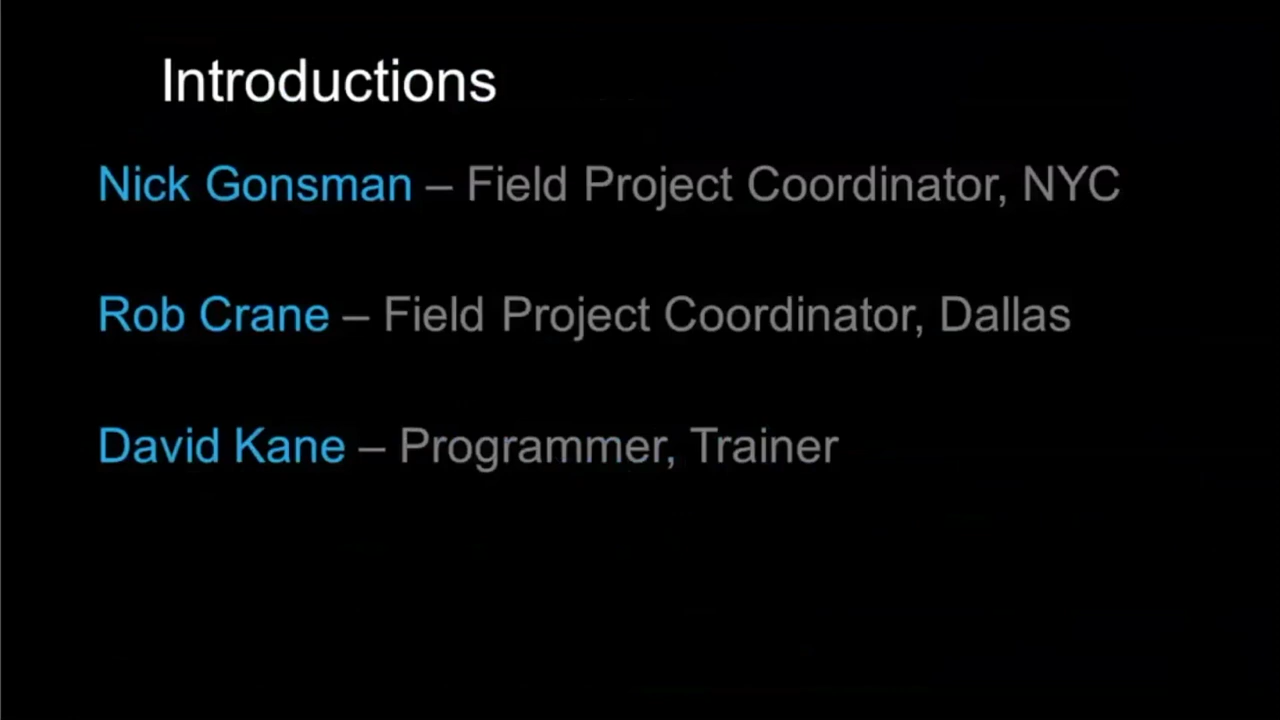 Introductions
Nick Gonsman – Field Project Coordinator, NYC
Rob Crane – Field Project Coordinator, Dallas
David Kane – Programmer, Trainer